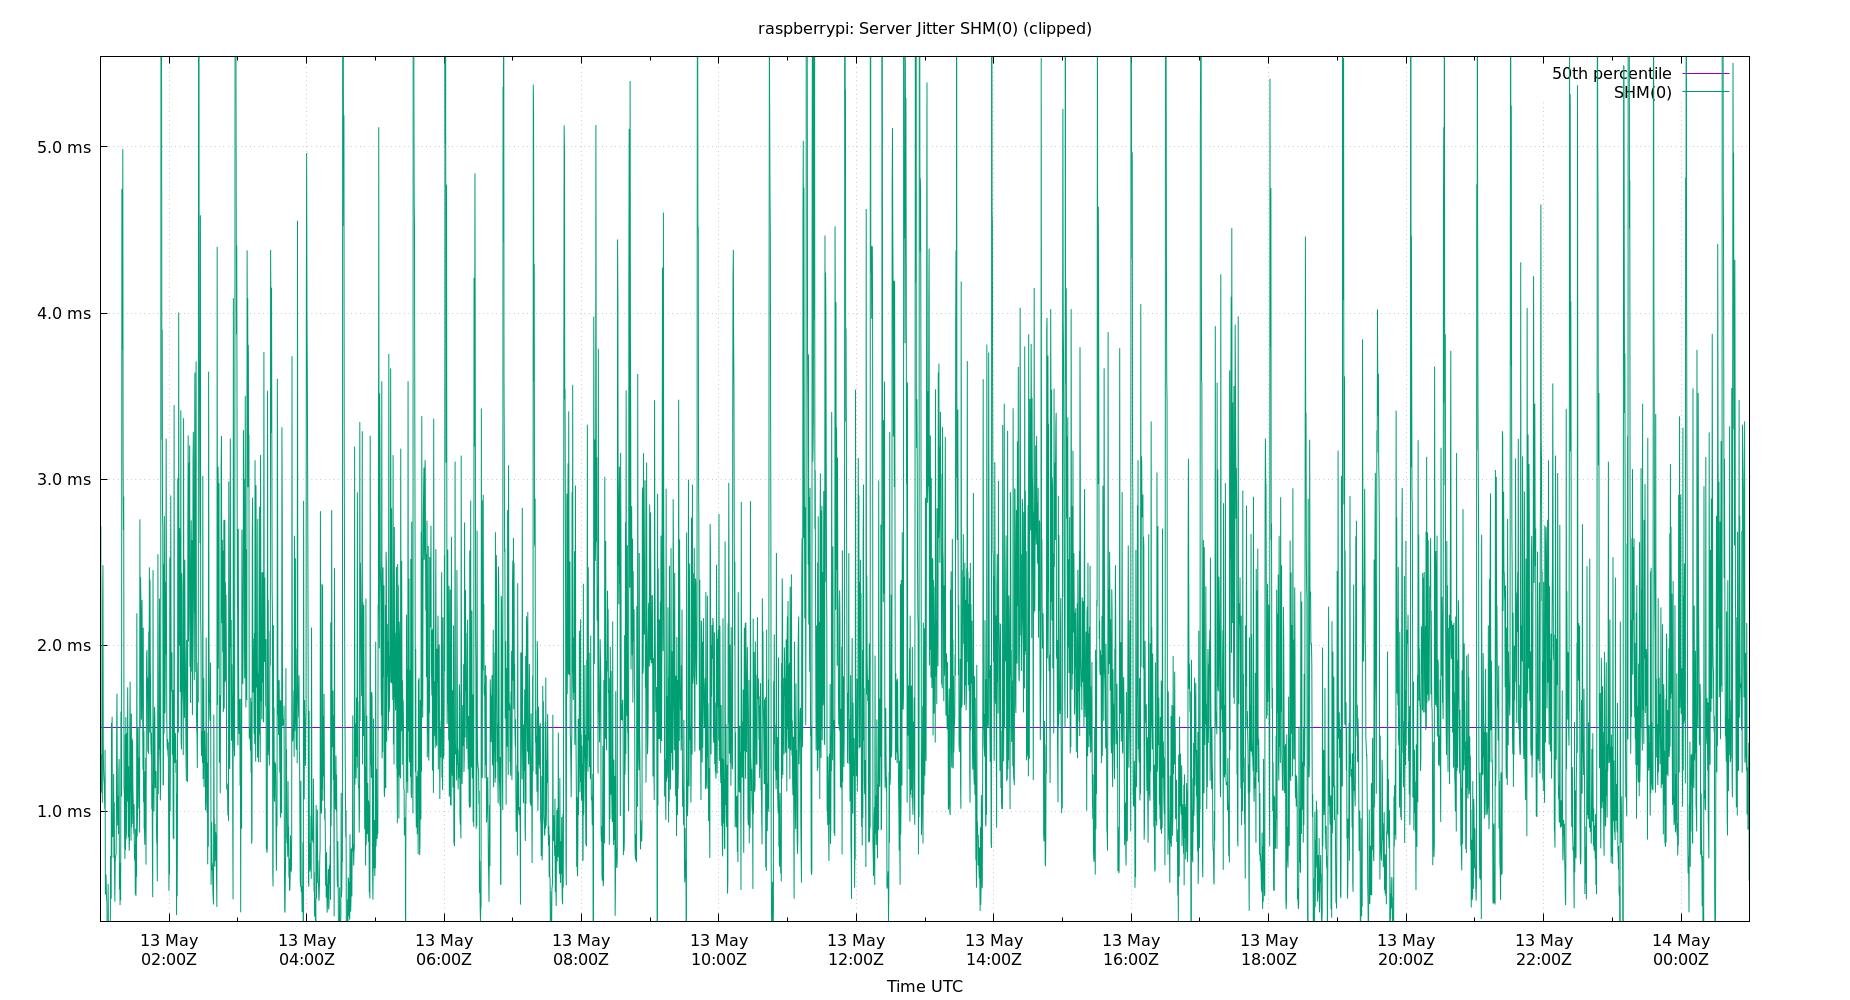 raspberrypi: Server Jitter SHM(0) (clipped)
50th percentile
SHM(0)
5.0 ms
4.0 ms
3.0 ms
2.0 ms
1.0 ms
13 May 13 May 13 May 13 May 13 May 13 May 13 May 13 May 13 May 13 May 13 May 14 May
02:00Z 04:00Z 06:00Z 08:00Z 10:00Z 12:00Z 14:00Z 16:00Z 18:00Z 20:00Z 22:00Z 00:00Z
Time UTC